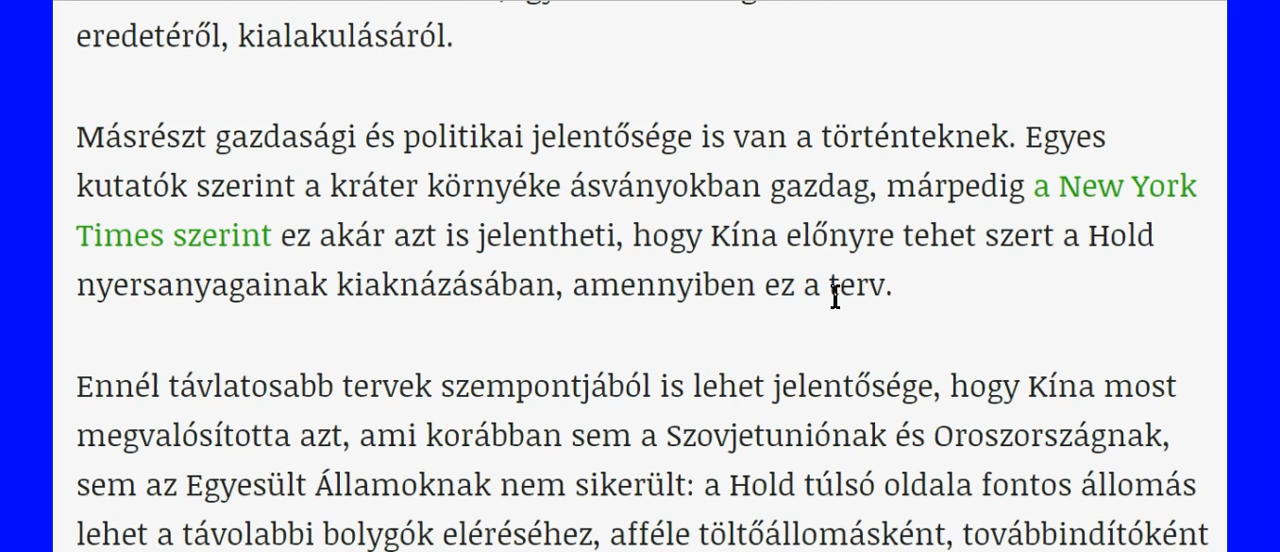 eredetéről, kialakulásáról.
Másrészt gazdasági és politikai jelentősége is van a történteknek. Egyes
kutatók szerint a kráter környéke ásványokban gazdag, márpedig a New York
Times szerint ez akár azt is jelentheti, hogy Kína előnyre tehet szert a Hold
nyersanyagainak kiaknázásában, amennyiben ez a terv.
Ennél távlatosabb tervek szempontjából is lehet jelentősége, hogy Kína most
megvalósította azt, ami korábban sem a Szovjetuniónak és Oroszországnak,
sem az Egyesült Államoknak nem sikerült: a Hold túlsó oldala fontos állomás
lehet a távolabbi bolygók eléréséhez, afféle töltőállomásként, továbbindítóként